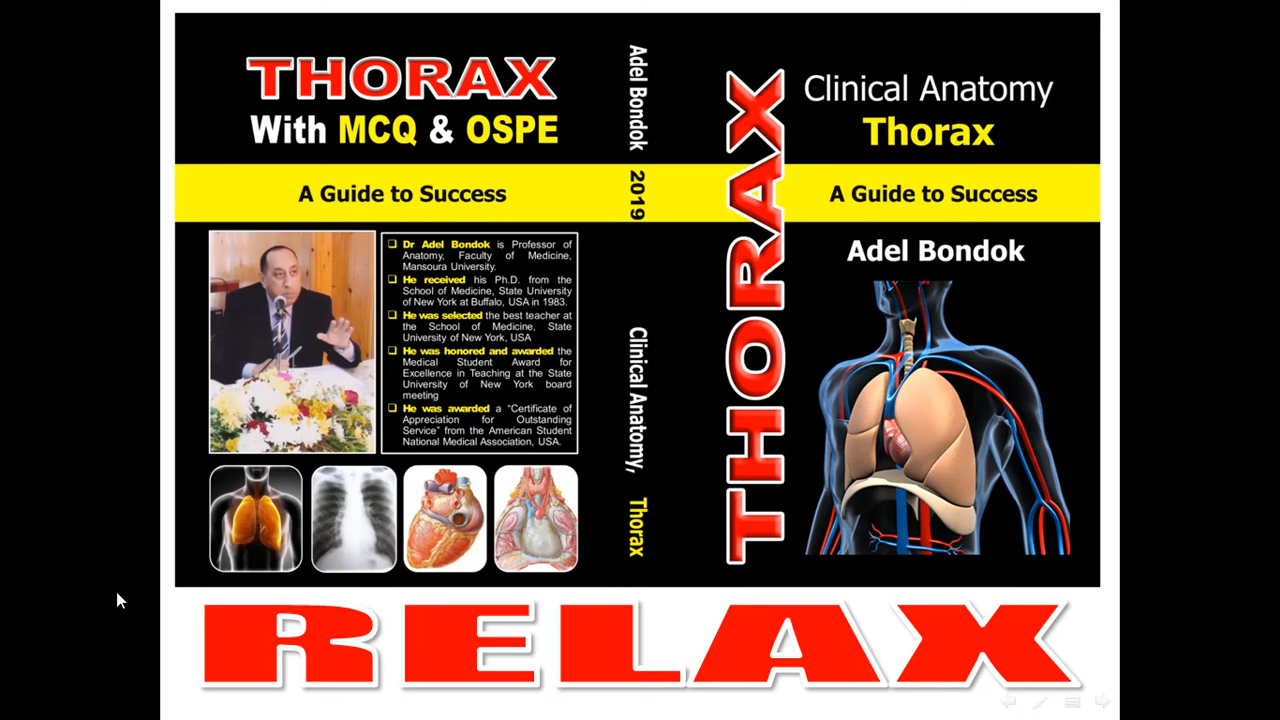 THORAX
With MCQ & OSPE
A Guide to Success
❑ Dr Adel Bondok is Professor of
Anatomy, Faculty of Medicine,
Mansoura University.
❑ He received his Ph.D. from the
School of Medicine, State University
of New York at Buffalo, USA in 1983.
❑ He was selected the best teacher at
the School of Medicine, State
University of New York, USA
❑ He was honored and awarded the
Medical Student Award for
Excellence in Teaching at the State
University of New York board
meeting
❑ He was awarded a “Certificate of
Appreciation for Outstanding
Service” from the American Student
National Medical Association, USA.
Adel Bondok 2019 Clinical Anatomy, Thorax
THORAX
Clinical Anatomy
Thorax
A Guide to Success
Adel Bondok
RELAX